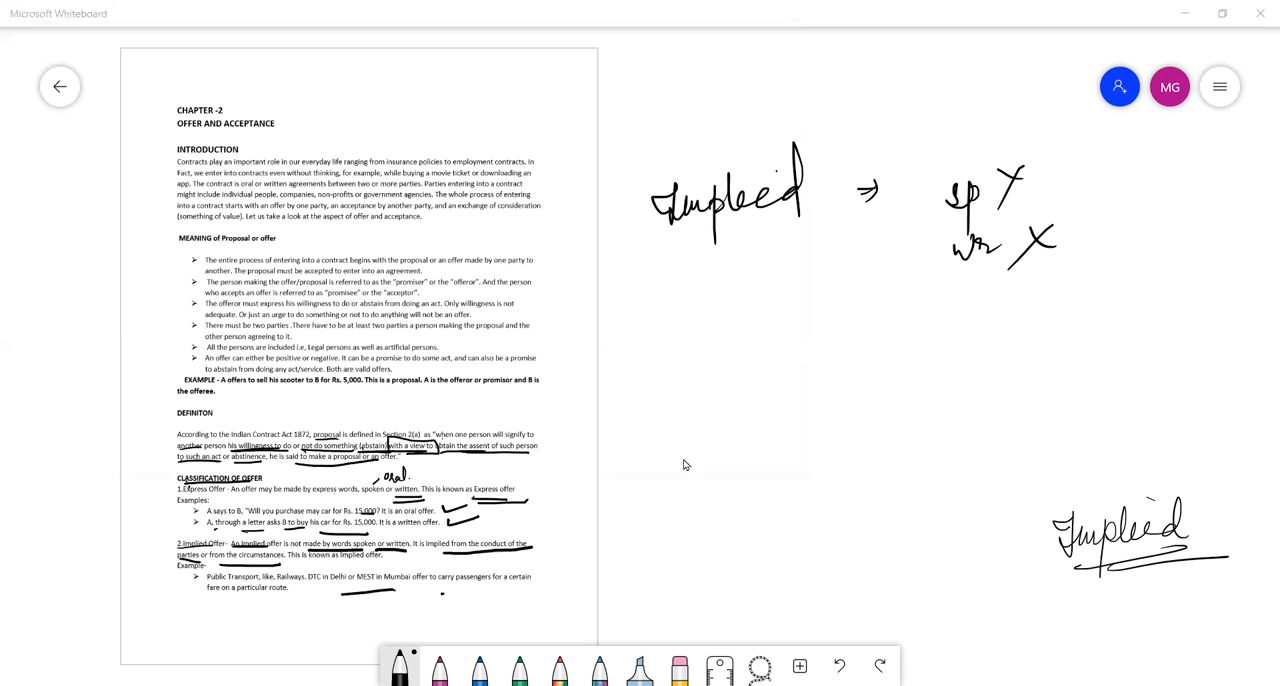 Microsoft Whiteboard
MG
CHAPTER -2
OFFER AND ACCEPTANCE
INTRODUCTION
Contracts play an important role in our everyday life ranging from insurance policies to employment contracts. In
Fact, we enter into contracts even without thinking, for example, while buying a movie ticket or downloading an
app. The contract is oral or written agreements between two or more parties. Parties entering into a contract
might include individual people, companies, non-profits or government agencies. The whole process of entering
into a contract starts with an offer by one party, an acceptance by another party, and an exchange of consideration
(something of value). Let us take a look at the aspect of offer and acceptance.
MEANING of Proposal or offer
➢ The entire process of entering into a contract begins with the proposal or an offer made by one party to
another. The proposal must be accepted to enter into an agreement.
➢ The person making the offer/proposal is referred to as the "promiser" or the "offeror". And the person
who accepts an offer is referred to as "promisee" or the "acceptor".
➢ The offeror must express his willingness to do or abstain from doing an act. Only willingness is not
adequate. Or just an urge to do something or not to do anything will not be an offer.
➢ There must be two parties .There have to be at least two parties a person making the proposal and the
other person agreeing to it.
➢ All the persons are included i.e, Legal persons as well as artificial persons.
➢ An offer can either be positive or negative. It can be a promise to do some act, and can also be a promise
to abstain from doing any act/service. Both are valid offers.
EXAMPLE - A offers to sell his scooter to B for Rs. 5,000. This is a proposal. A is the offeror or promisor and B is
the offeree.
DEFINITON
According to the Indian Contract Act 1872, proposal is defined in Section 2(a) as "when one person will signify to
another person his willingness to do or not do something (abstain) with a view to obtain the assent of such person
to such an act or abstinence, he is said to make a proposal or an offer."
CLASSIFICATION OF OFFER
, oral.
1.Express Offer - An offer may be made by express words, spoken or written. This is known as Express offer
Examples:
➢ A says to B, "Will you purchase may car for Rs. 15,000? It is an oral offer.
➢ A, through a letter asks B to buy his car for Rs. 15,000. It is a written offer.
2.Implied Offer- An Implied offer is not made by words spoken or written. It is implied from the conduct of the
parties or from the circumstances. This is known as Implied offer.
Example-
➢ Public Transport, like, Railways. DTC in Delhi or MEST in Mumbai offer to carry passengers for a certain
fare on a particular route.
Impleid ⇒ sp X
wr X
Impleid